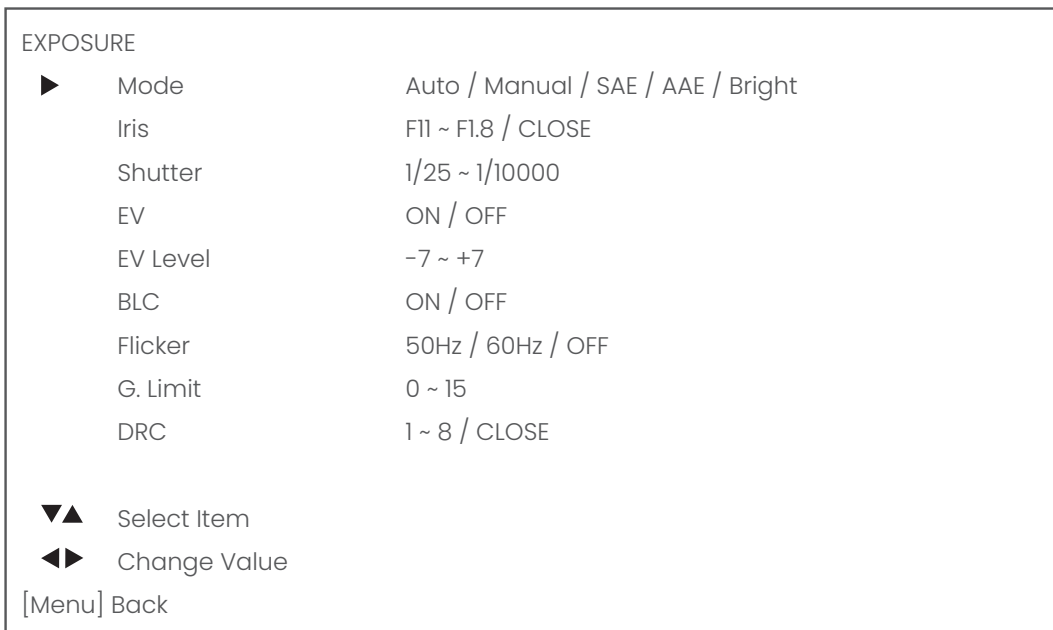 EXPOSURE
▶ Mode Auto / Manual / SAE / AAE / Bright
Iris F11 ~ F1.8 / CLOSE
Shutter 1/25 ~ 1/10000
EV ON / OFF
EV Level -7 ~ +7
BLC ON / OFF
Flicker 50Hz / 60Hz / OFF
G. Limit 0 ~ 15
DRC 1 ~ 8 / CLOSE
▼▲ Select Item
◀▶ Change Value
[Menu] Back